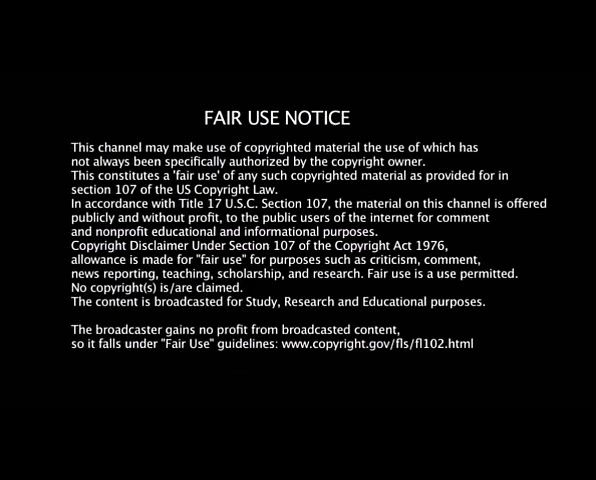 FAIR USE NOTICE
This channel may make use of copyrighted material the use of which has
not always been specifically authorized by the copyright owner.
This constitutes a 'fair use' of any such copyrighted material as provided for in
section 107 of the US Copyright Law.
In accordance with Title 17 U.S.C. Section 107, the material on this channel is offered
publicly and without profit, to the public users of the internet for comment
and nonprofit educational and informational purposes.
Copyright Disclaimer Under Section 107 of the Copyright Act 1976,
allowance is made for "fair use" for purposes such as criticism, comment,
news reporting, teaching, scholarship, and research. Fair use is a use permitted.
No copyright(s) is/are claimed.
The content is broadcasted for Study, Research and Educational purposes.
The broadcaster gains no profit from broadcasted content,
so it falls under "Fair Use" guidelines: www.copyright.gov/fls/fl102.html